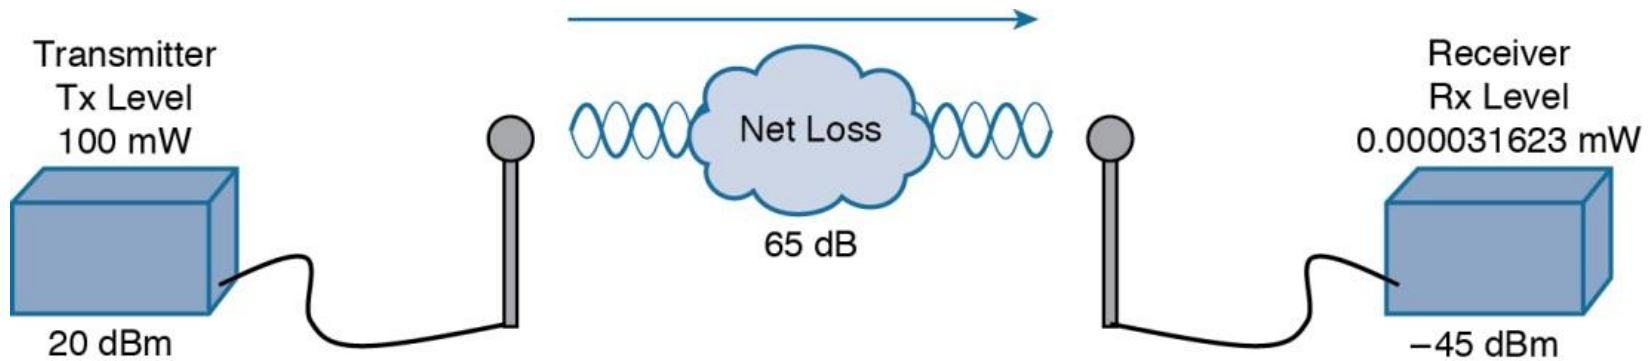 Transmitter
Tx Level
100 mW
20 dBm
Net Loss
65 dB
Receiver
Rx Level
0.000031623 mW
−45 dBm